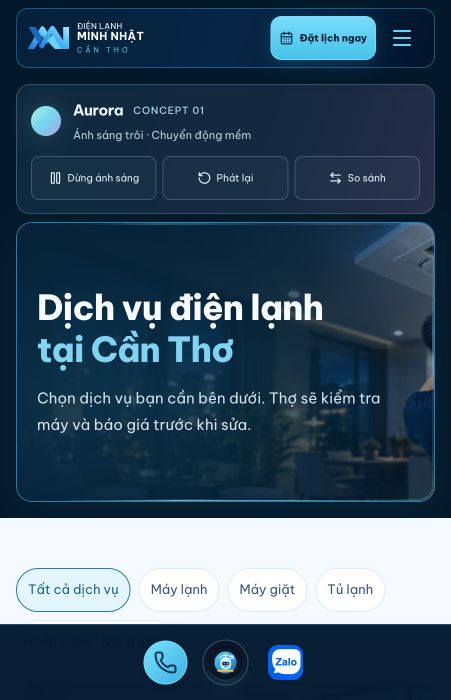 ĐIỆN LẠNH
MINH NHẬT
CẦN THƠ
Đặt lịch ngay
Aurora CONCEPT 01
Ánh sáng trôi · Chuyển động mềm
Dừng ánh sáng
Phát lại
So sánh
Dịch vụ điện lạnh
tại Cần Thơ
Chọn dịch vụ bạn cần bên dưới. Thợ sẽ kiểm tra
máy và báo giá trước khi sửa.
Tất cả dịch vụ
Máy lạnh
Máy giặt
Tủ lạnh
Zalo